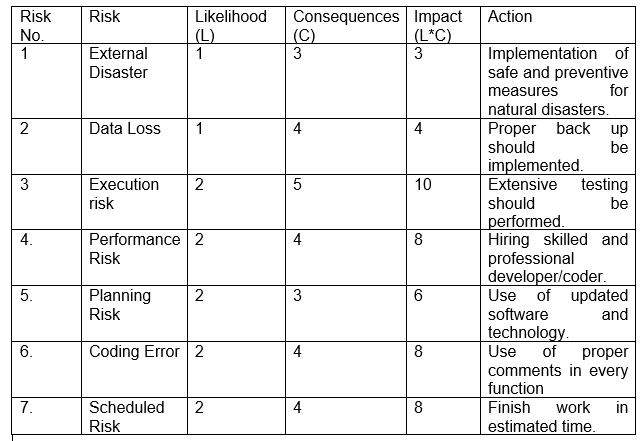 Risk No. Risk Likelihood (L) Consequences (C) Impact (L*C) Action
1 External Disaster 1 3 3 Implementation of safe and preventive measures for natural disasters.
2 Data Loss 1 4 4 Proper back up should be implemented.
3 Execution risk 2 5 10 Extensive testing should be performed.
4. Performance Risk 2 4 8 Hiring skilled and professional developer/coder.
5. Planning Risk 2 3 6 Use of updated software and technology.
6. Coding Error 2 4 8 Use of proper comments in every function
7. Scheduled Risk 2 4 8 Finish work in estimated time.